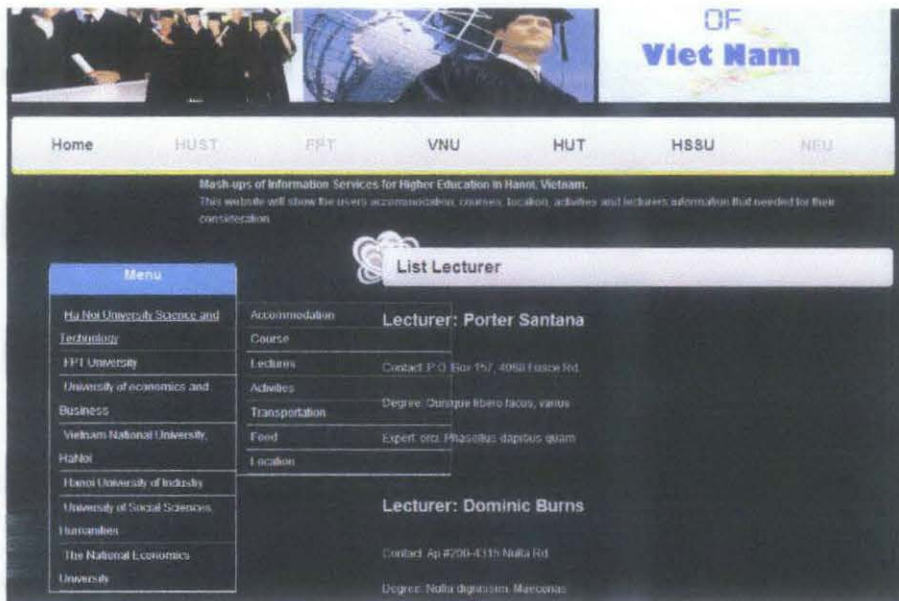 OF
Viet Nam
Home HUST FPT VNU HUT HSSU NEU
Mash-ups of Information Services for Higher Education in Hanoi, Vietnam.
This website will show the users accommodation, courses, location, activities and lecturers information that needed for their
consideration
Menu
Ha Noi University Science and
Technology
FPT University
University of economics and
Business
Vietnam National University,
HaNoi
Hanoi University of Industry
University of Social Sciences,
Humanities
The National Economics
University
Accommodation
Course
Lectures
Activities
Transportation
Food
Location
List Lecturer
Lecturer: Porter Santana
Contact: P.O. Box 157, 4068 Fusce Rd.
Degree: Quisque libero lacus, varius
Expert: orci. Phasellus dapibus quam
Lecturer: Dominic Burns
Contact: Ap #200-4315 Nulla Rd
Degree: Nulla dignissim. Maecenas